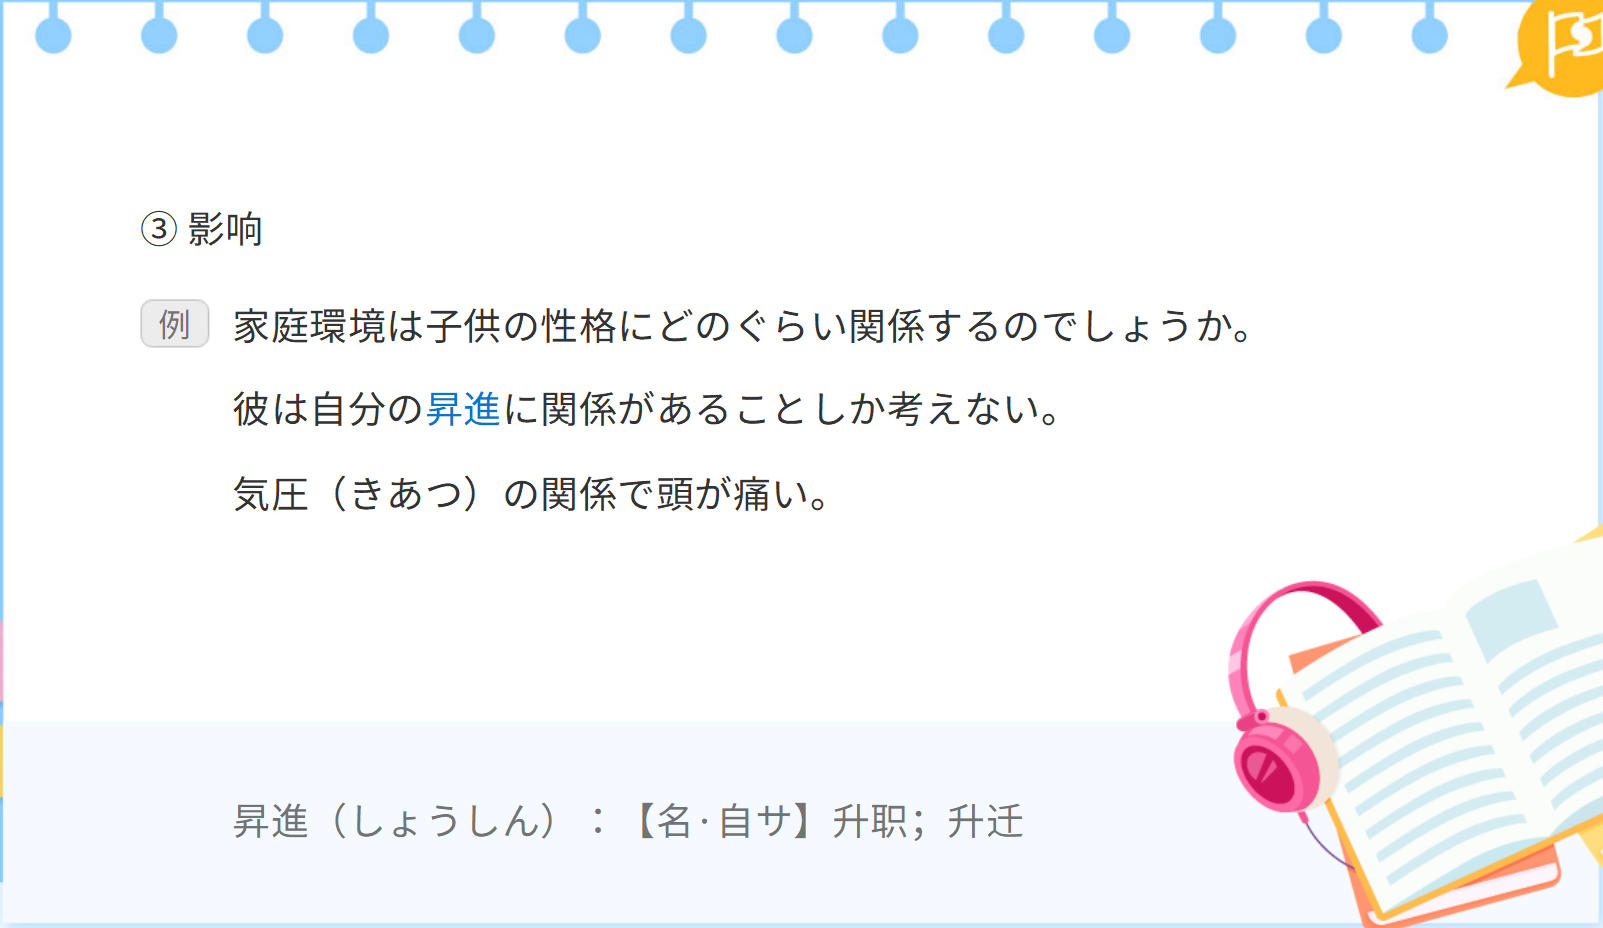 ③ 影响
例 家庭環境は子供の性格にどのぐらい関係するのでしょうか。
彼は自分の昇進に関係があることしか考えない。
気圧（きあつ）の関係で頭が痛い。
昇進（しょうしん）：【名·自サ】升职；升迁